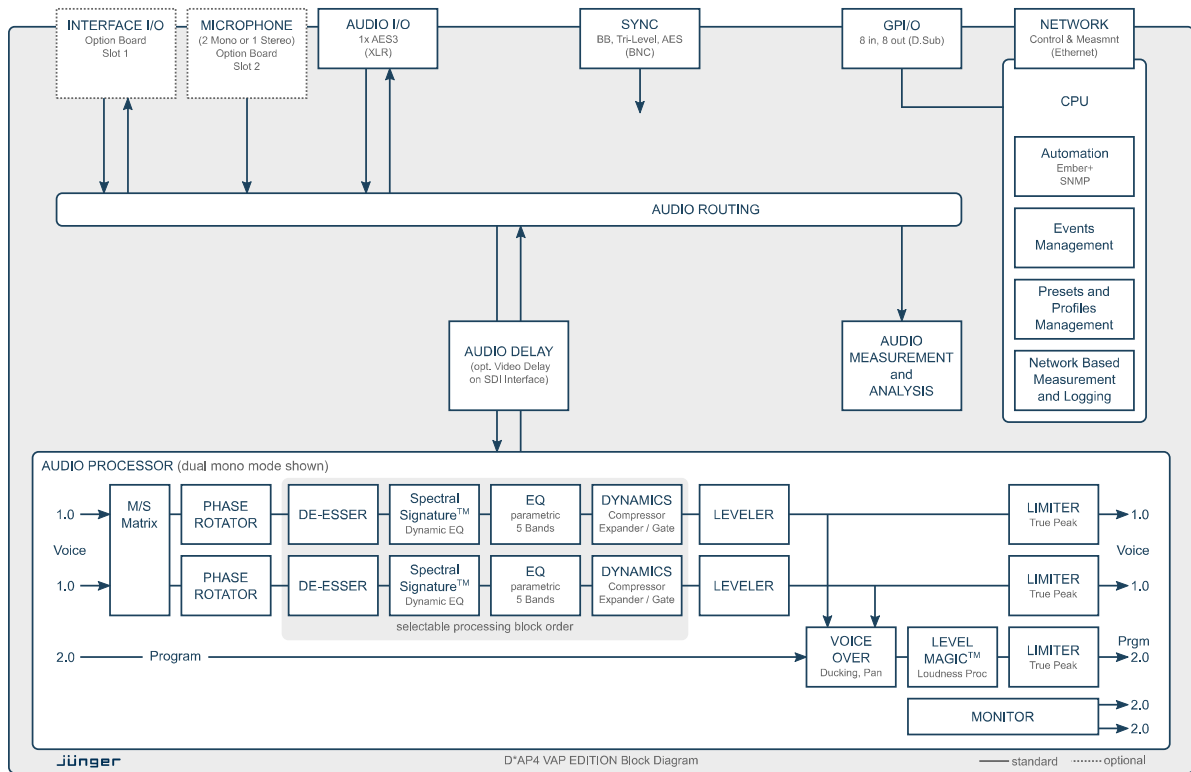 INTERFACE I/O
Option Board
Slot 1
MICROPHONE
(2 Mono or 1 Stereo)
Option Board
Slot 2
AUDIO I/O
1x AES3
(XLR)
SYNC
BB, Tri-Level, AES
(BNC)
GPI/O
8 in, 8 out (D.Sub)
NETWORK
Control & Measmnt
(Ethernet)
CPU
Automation
Ember+
SNMP
Events
Management
Presets and
Profiles
Management
Network Based
Measurement
and Logging
AUDIO ROUTING
AUDIO DELAY
(opt. Video Delay
on SDI Interface)
AUDIO
MEASUREMENT
and
ANALYSIS
AUDIO PROCESSOR (dual mono mode shown)
1.0
Voice
1.0
M/S
Matrix
PHASE
ROTATOR
DE-ESSER
Spectral
Signature™
Dynamic EQ
EQ
parametric
5 Bands
DYNAMICS
Compressor
Expander / Gate
LEVELER
LIMITER
True Peak
1.0
Voice
PHASE
ROTATOR
DE-ESSER
Spectral
Signature™
Dynamic EQ
EQ
parametric
5 Bands
DYNAMICS
Compressor
Expander / Gate
LEVELER
LIMITER
True Peak
1.0
selectable processing block order
2.0
Program
VOICE
OVER
Ducking, Pan
LEVEL
MAGIC™
Loudness Proc
LIMITER
True Peak
Prgm
2.0
MONITOR
2.0
2.0
jünger
D*AP4 VAP EDITION Block Diagram
standard
optional